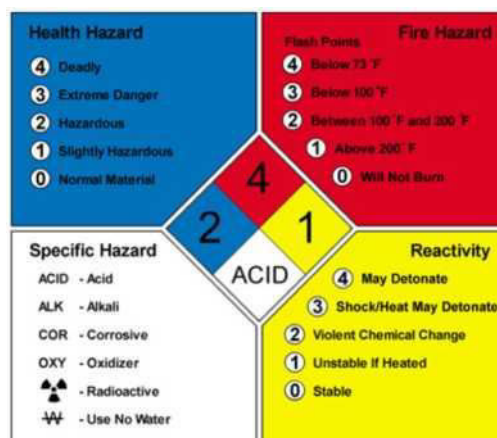 Health Hazard
4 Deadly
3 Extreme Danger
2 Hazardous
1 Slightly Hazardous
0 Normal Material
Fire Hazard
Flash Points
4 Below 73°F
3 Below 100°F
2 Between 100°F and 200°F
1 Above 200°F
0 Will Not Burn
4
2
1
ACID
Specific Hazard
ACID - Acid
ALK - Alkali
COR - Corrosive
OXY - Oxidizer
- Radioactive
W - Use No Water
Reactivity
4 May Detonate
3 Shock/Heat May Detonate
2 Violent Chemical Change
1 Unstable If Heated
0 Stable